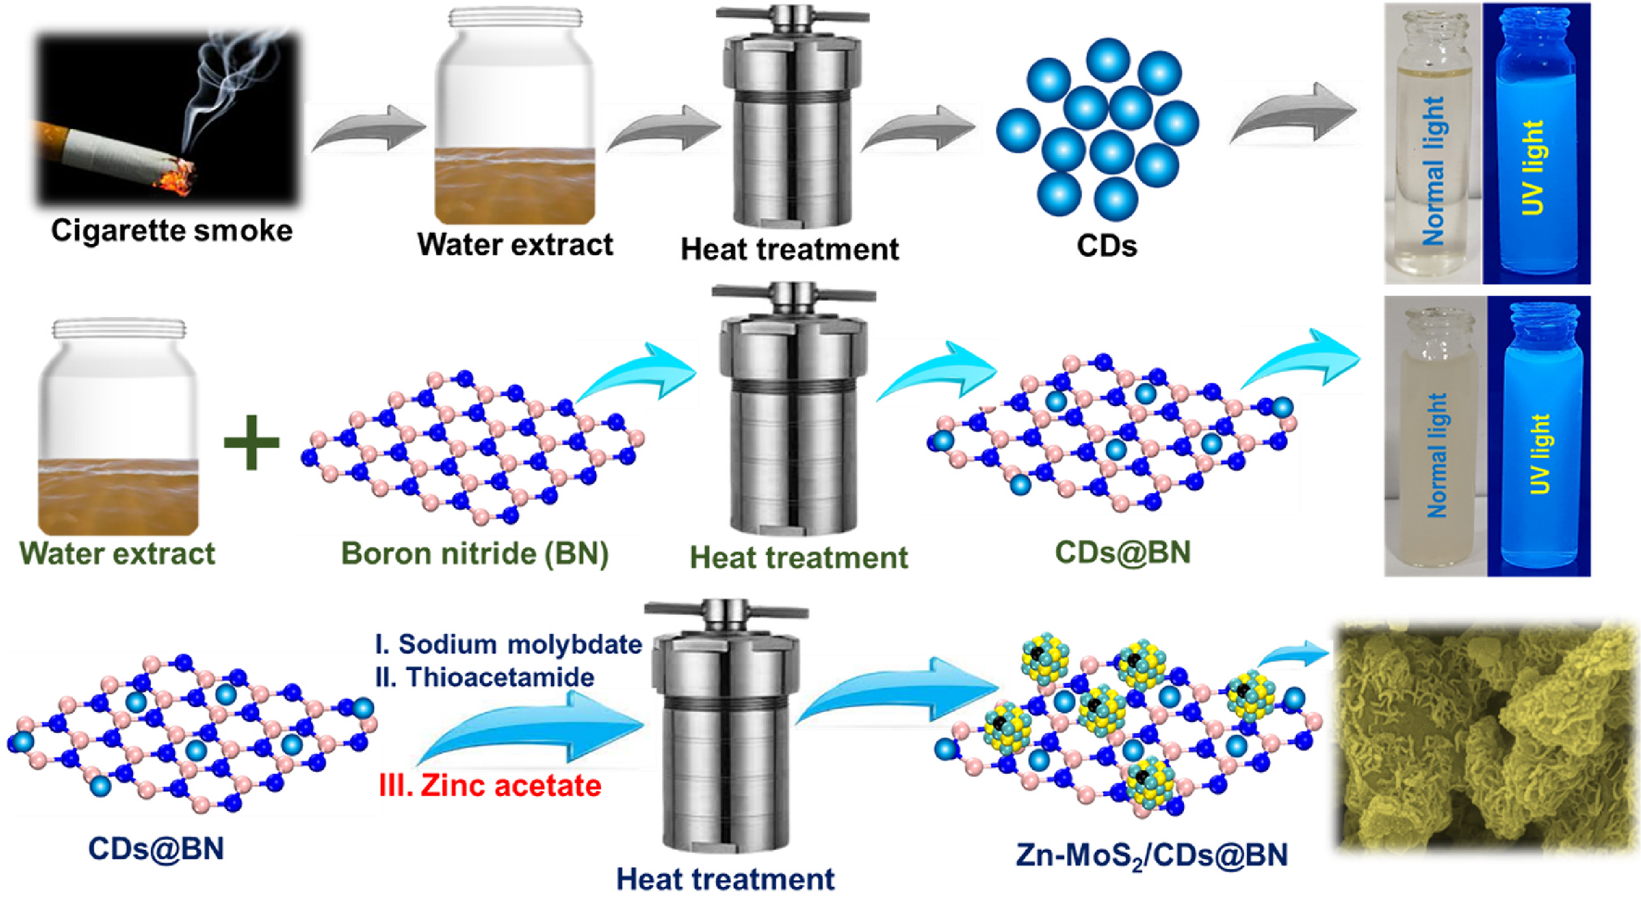 Cigarette smoke
Water extract
Heat treatment
CDs
Normal light
UV light
Water extract
+
Boron nitride (BN)
Heat treatment
CDs@BN
Normal light
UV light
CDs@BN
I. Sodium molybdate
II. Thioacetamide
III. Zinc acetate
Heat treatment
Zn-MoS₂/CDs@BN